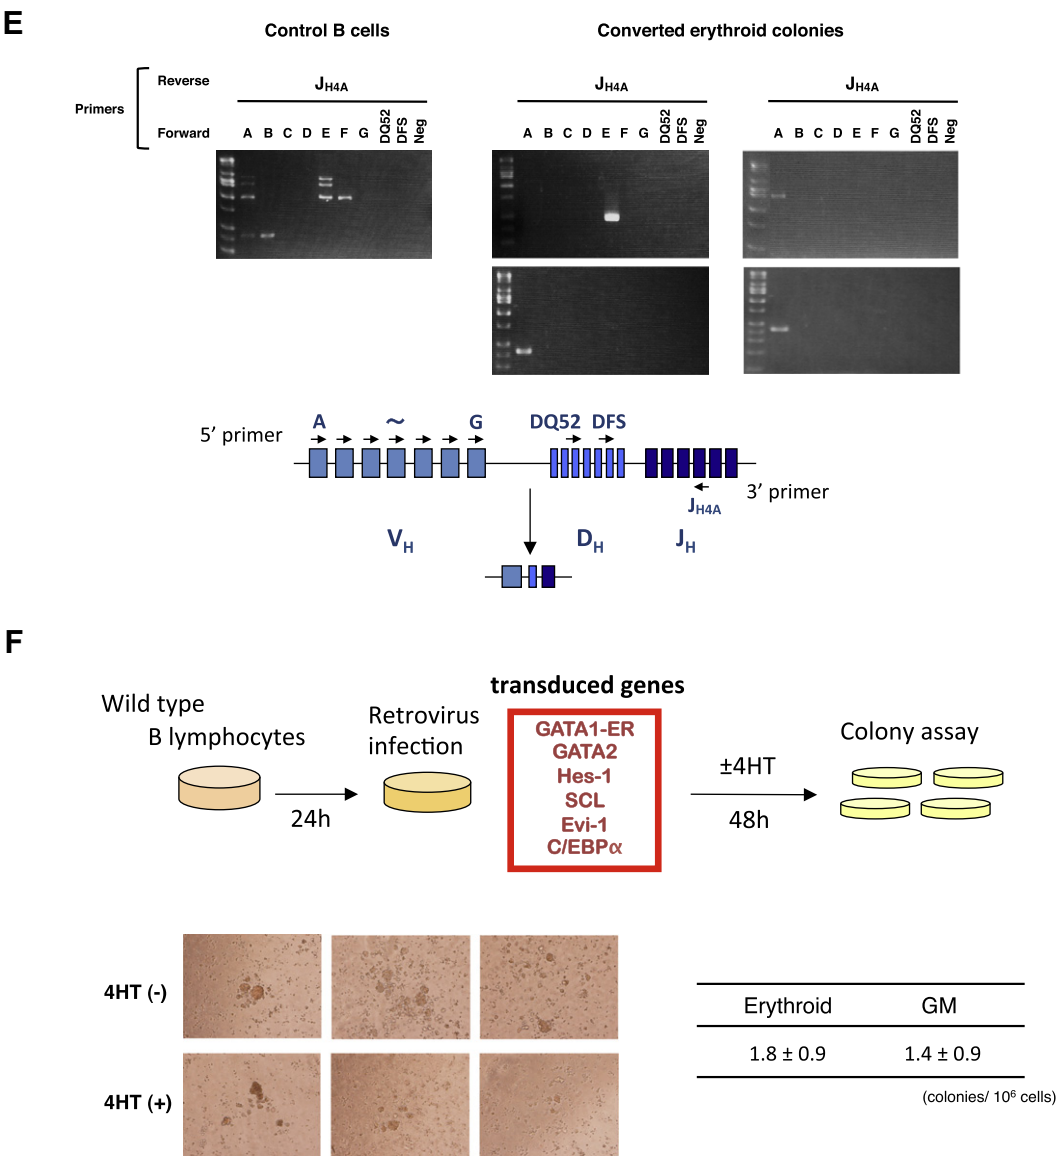 E
Control B cells
Converted erythroid colonies
Primers
Reverse
JH4A
JH4A
JH4A
Forward
A B C D E F G DQ52 DFS Neg
A B C D E F G DQ52 DFS Neg
A B C D E F G DQ52 DFS Neg
5’ primer
A ~ G DQ52 DFS
3’ primer
JH4A
VH DH JH
F
Wild type
B lymphocytes
24h
Retrovirus
infection
transduced genes
GATA1-ER
GATA2
Hes-1
SCL
Evi-1
C/EBPα
±4HT
48h
Colony assay
4HT (-)
4HT (+)
Erythroid GM
1.8 ± 0.9 1.4 ± 0.9
(colonies/ 10⁶ cells)